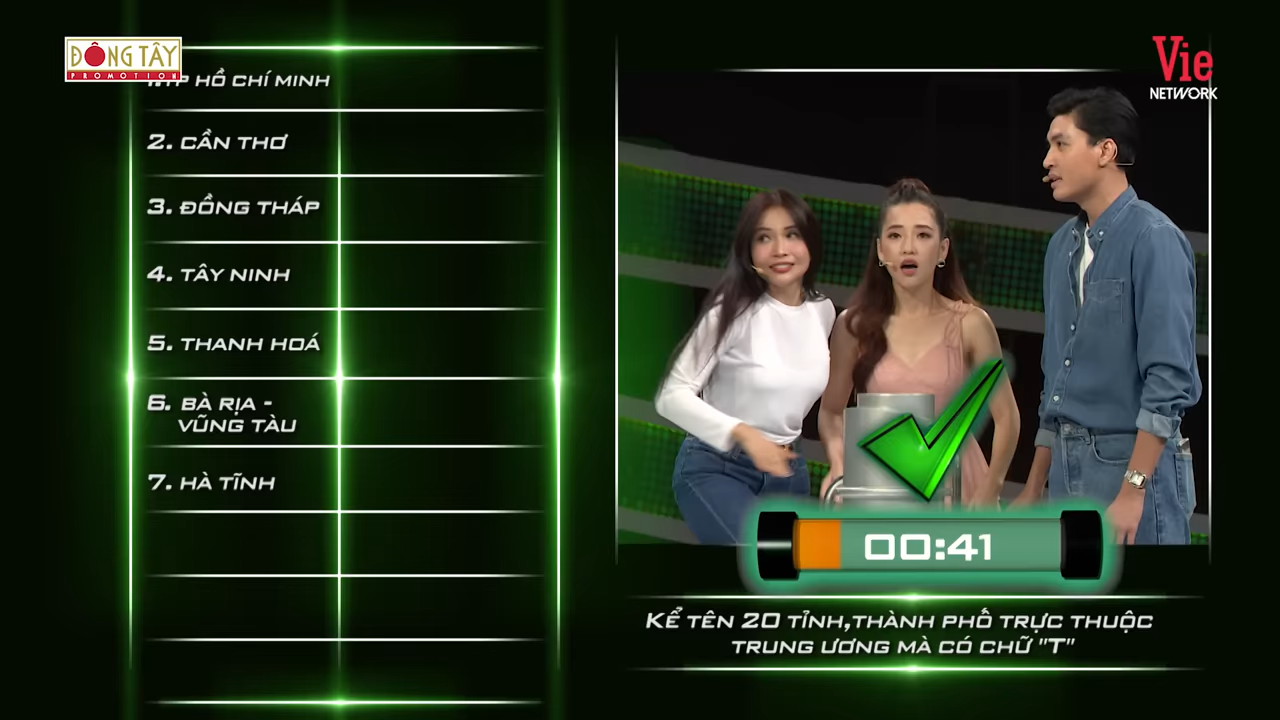 ĐÔNG TÂY
PROMOTION
1. TP HỒ CHÍ MINH
2. CẦN THƠ
3. ĐỒNG THÁP
4. TÂY NINH
5. THANH HOÁ
6. BÀ RỊA -
VŨNG TÀU
7. HÀ TĨNH
Vie
NETWORK
00:41
KỂ TÊN 20 TỈNH,THÀNH PHỐ TRỰC THUỘC
TRUNG ƯƠNG MÀ CÓ CHỮ "T"